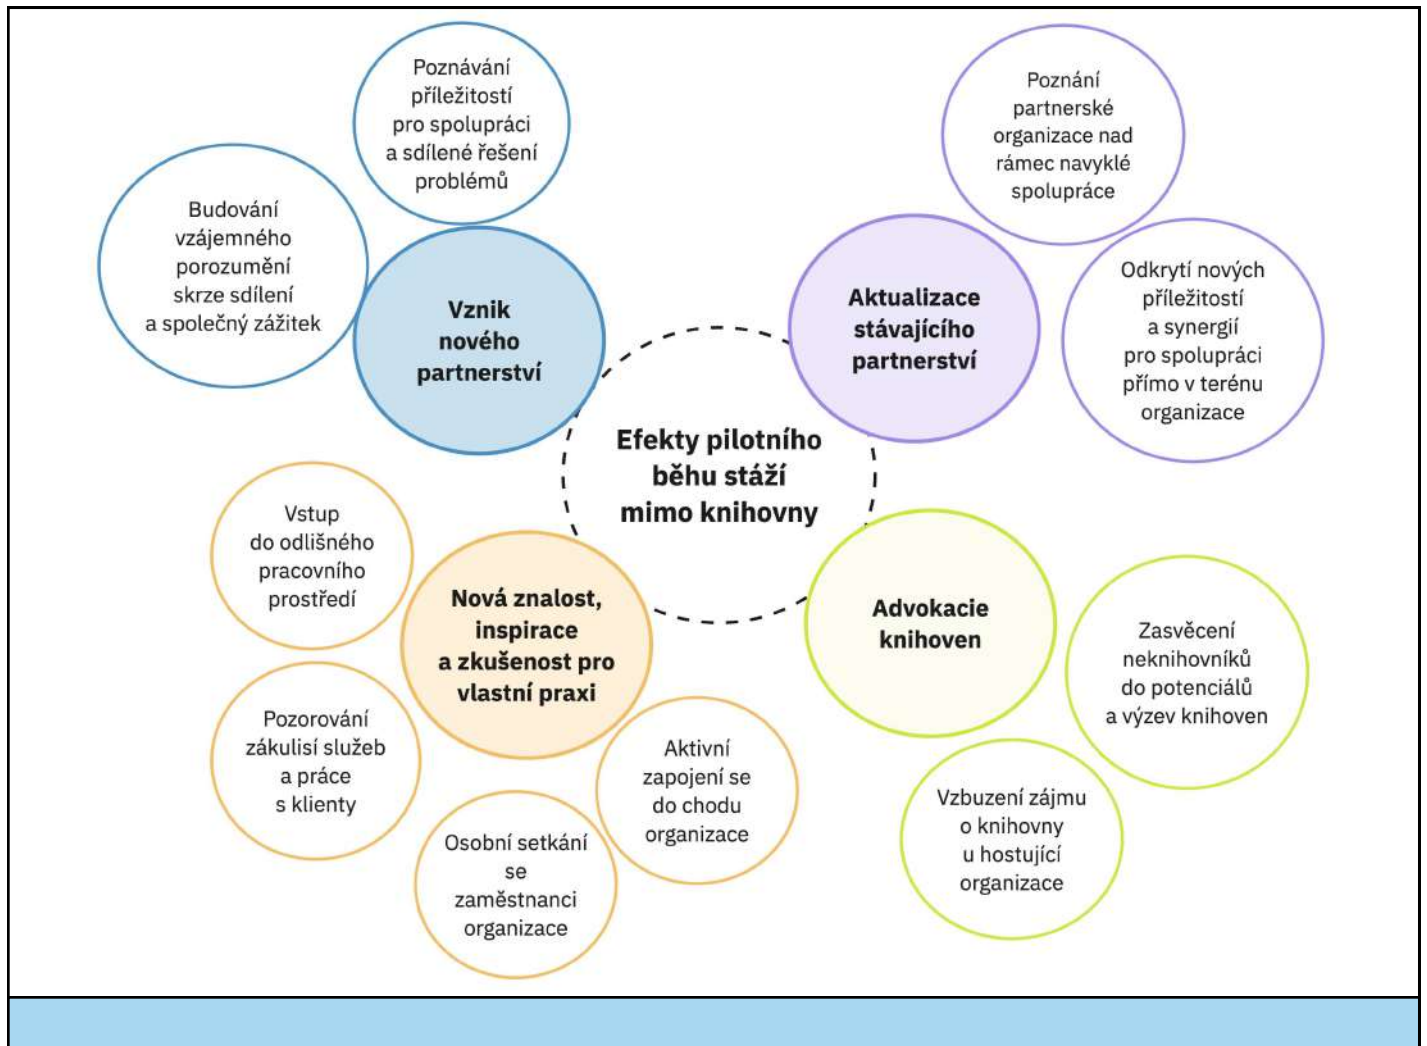 Poznávání
příležitostí
pro spolupráci
a sdílené řešení
problémů
Budování
vzájemného
porozumění
skrze sdílení
a společný zážitek
Vznik
nového
partnerství
Poznání
partnerské
organizace nad
rámec navyklé
spolupráce
Odkrytí nových
příležitostí
a synergií
pro spolupráci
přímo v terénu
organizace
Aktualizace
stávajícího
partnerství
Efekty pilotního
běhu stáží
mimo knihovny
Vstup
do odlišného
pracovního
prostředí
Nová znalost,
inspirace
a zkušenost pro
vlastní praxi
Pozorování
zákulisí služeb
a práce
s klienty
Osobní setkání
se
zaměstnanci
organizace
Aktivní
zapojení se
do chodu
organizace
Advokacie
knihoven
Zasvěcení
neknihovníků
do potenciálů
a výzev knihoven
Vzbuzení zájmu
o knihovny
u hostující
organizace